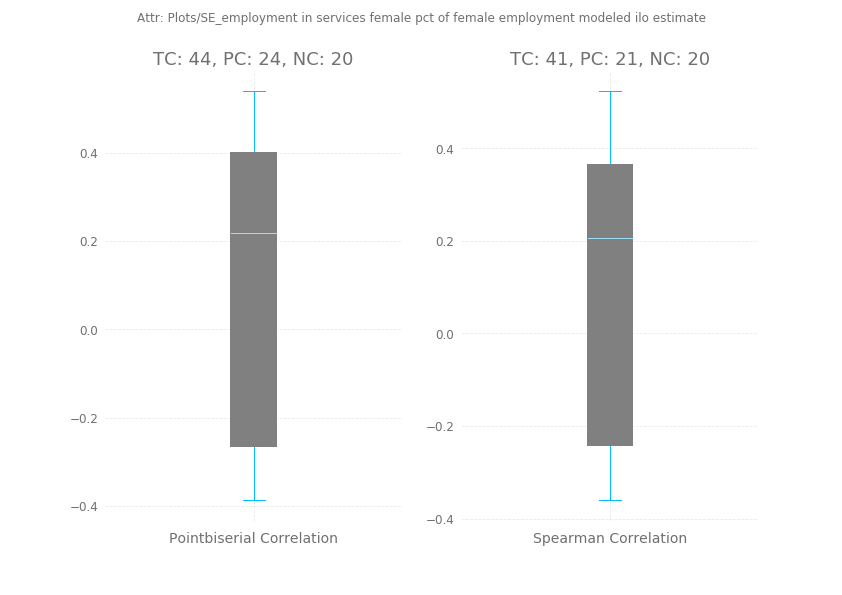 Attr: Plots/SE_employment in services female pct of female employment modeled ilo estimate
TC: 44, PC: 24, NC: 20
0.4
0.2
0.0
−0.2
−0.4
Pointbiserial Correlation
TC: 41, PC: 21, NC: 20
0.4
0.2
0.0
−0.2
−0.4
Spearman Correlation